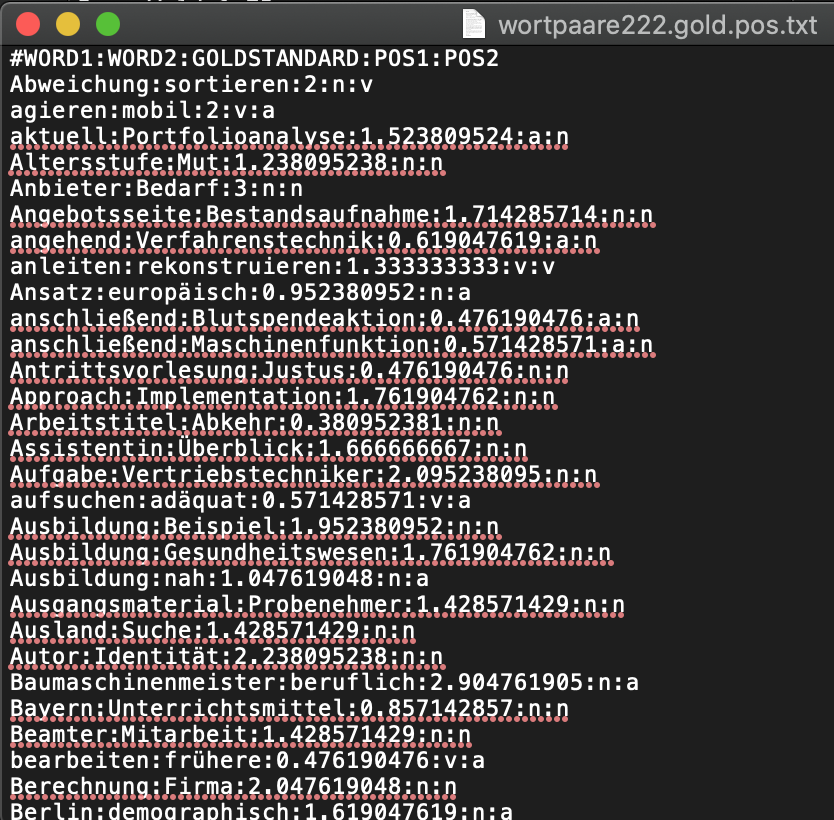 wortpaare222.gold.pos.txt
#WORD1:WORD2:GOLDSTANDARD:POS1:POS2
Abweichung:sortieren:2:n:v
agieren:mobil:2:v:a
aktuell:Portfolioanalyse:1.523809524:a:n
Altersstufe:Mut:1.238095238:n:n
Anbieter:Bedarf:3:n:n
Angebotsseite:Bestandsaufnahme:1.714285714:n:n
angehend:Verfahrenstechnik:0.619047619:a:n
anleiten:rekonstruieren:1.333333333:v:v
Ansatz:europäisch:0.952380952:n:a
anschließend:Blutspendeaktion:0.476190476:a:n
anschließend:Maschinenfunktion:0.571428571:a:n
Antrittsvorlesung:Justus:0.476190476:n:n
Approach:Implementation:1.761904762:n:n
Arbeitstitel:Abkehr:0.380952381:n:n
Assistentin:Überblick:1.666666667:n:n
Aufgabe:Vertriebstechniker:2.095238095:n:n
aufsuchen:adäquat:0.571428571:v:a
Ausbildung:Beispiel:1.952380952:n:n
Ausbildung:Gesundheitswesen:1.761904762:n:n
Ausbildung:nah:1.047619048:n:a
Ausgangsmaterial:Probenehmer:1.428571429:n:n
Ausland:Suche:1.428571429:n:n
Autor:Identität:2.238095238:n:n
Baumaschinenmeister:beruflich:2.904761905:n:a
Bayern:Unterrichtsmittel:0.857142857:n:n
Beamter:Mitarbeit:1.428571429:n:n
bearbeiten:frühere:0.476190476:v:a
Berechnung:Firma:2.047619048:n:n
Berlin:demographisch:1.619047619:n:a